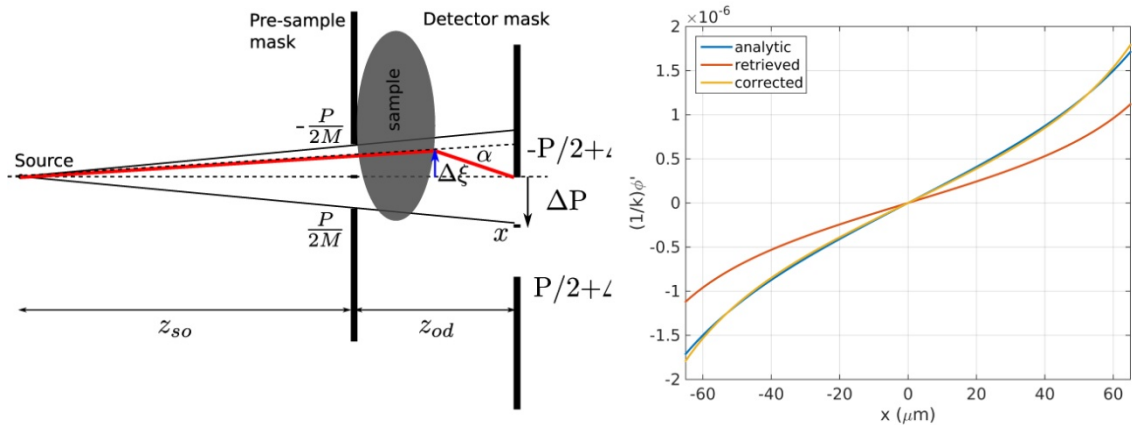 Pre-sample
mask
Detector mask
sample
Source
-P/2M
P/2M
Δξ
α
-P/2+
ΔP
x
P/2+
z_so
z_od
×10^-6
2
1.5
1
0.5
0
-0.5
-1
-1.5
-2
(1/k)ϕ'
analytic
retrieved
corrected
-60
-40
-20
0
20
40
60
x (μm)